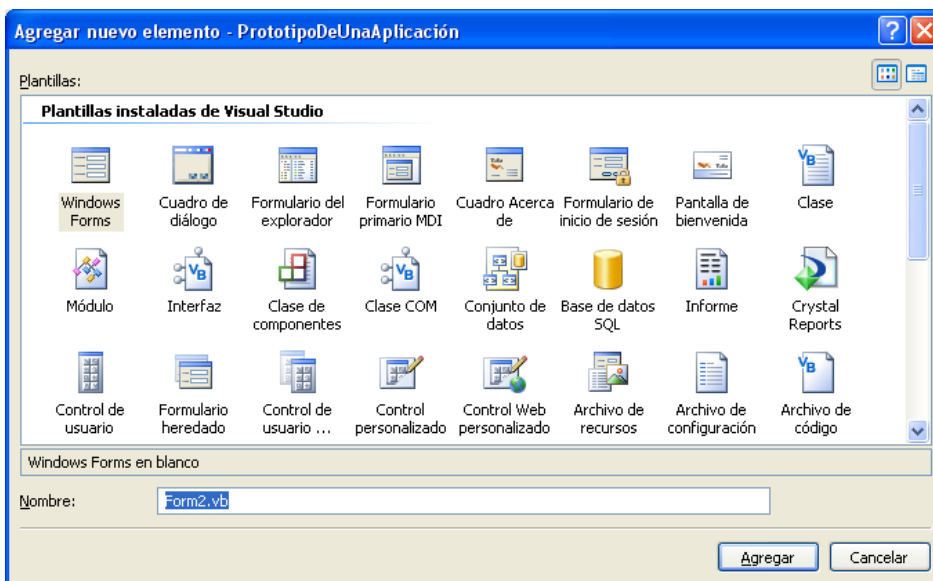 Agregar nuevo elemento - PrototipoDeUnaAplicación
Plantillas:
Plantillas instaladas de Visual Studio
Windows Forms
Cuadro de diálogo
Formulario del explorador
Formulario primario MDI
Cuadro Acerca de
Formulario de inicio de sesión
Pantalla de bienvenida
Clase
Módulo
Interfaz
Clase de componentes
Clase COM
Conjunto de datos
Base de datos SQL
Informe
Crystal Reports
Control de usuario
Formulario heredado
Control de usuario ...
Control personalizado
Control Web personalizado
Archivo de recursos
Archivo de configuración
Archivo de código
Windows Forms en blanco
Nombre:
Form2.vb
Agregar
Cancelar